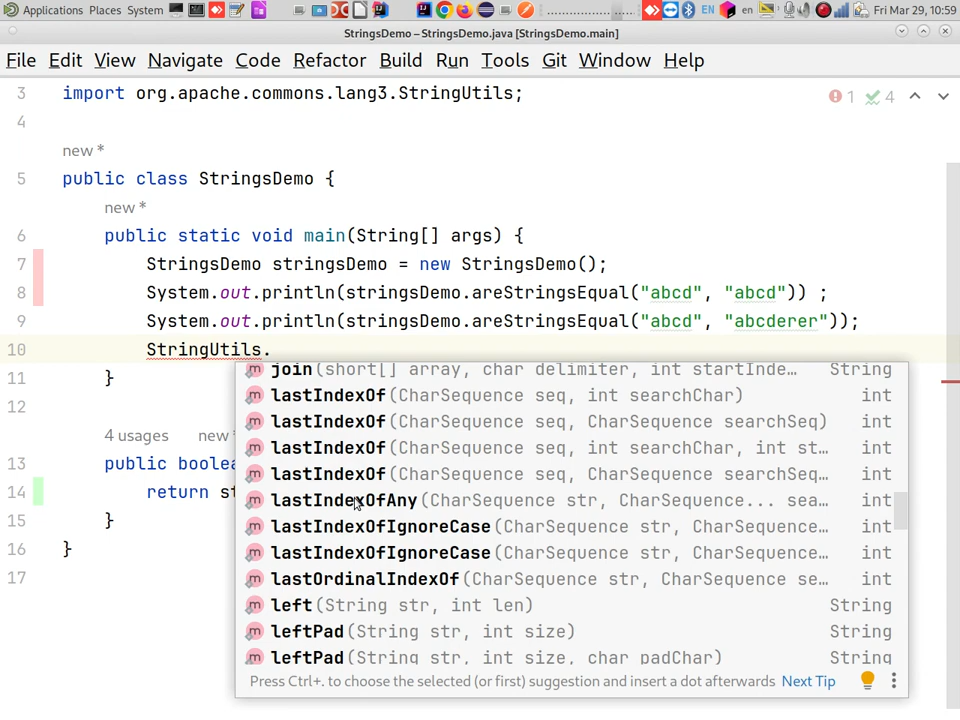 Applications Places System EN en Fri Mar 29, 10:59
StringsDemo – StringsDemo.java [StringsDemo.main]
File Edit View Navigate Code Refactor Build Run Tools Git Window Help
3 import org.apache.commons.lang3.StringUtils; 1 4
4
new *
5 public class StringsDemo {
new *
6 public static void main(String[] args) {
7 StringsDemo stringsDemo = new StringsDemo();
8 System.out.println(stringsDemo.areStringsEqual("abcd", "abcd")) ;
9 System.out.println(stringsDemo.areStringsEqual("abcd", "abcderer"));
10 StringUtils.
11 }
12
4 usages new
13 public boolea
14 return st
15 }
16 }
17
join(short[] array, char delimiter, int startInde… String
lastIndexOf(CharSequence seq, int searchChar) int
lastIndexOf(CharSequence seq, CharSequence searchSeq) int
lastIndexOf(CharSequence seq, int searchChar, int st… int
lastIndexOf(CharSequence seq, CharSequence searchSeq… int
lastIndexOfAny(CharSequence str, CharSequence... sea… int
lastIndexOfIgnoreCase(CharSequence str, CharSequence… int
lastIndexOfIgnoreCase(CharSequence str, CharSequence… int
lastOrdinalIndexOf(CharSequence str, CharSequence se… int
left(String str, int len) String
leftPad(String str, int size) String
leftPad(String str, int size, char padChar) String
Press Ctrl+. to choose the selected (or first) suggestion and insert a dot afterwards Next Tip